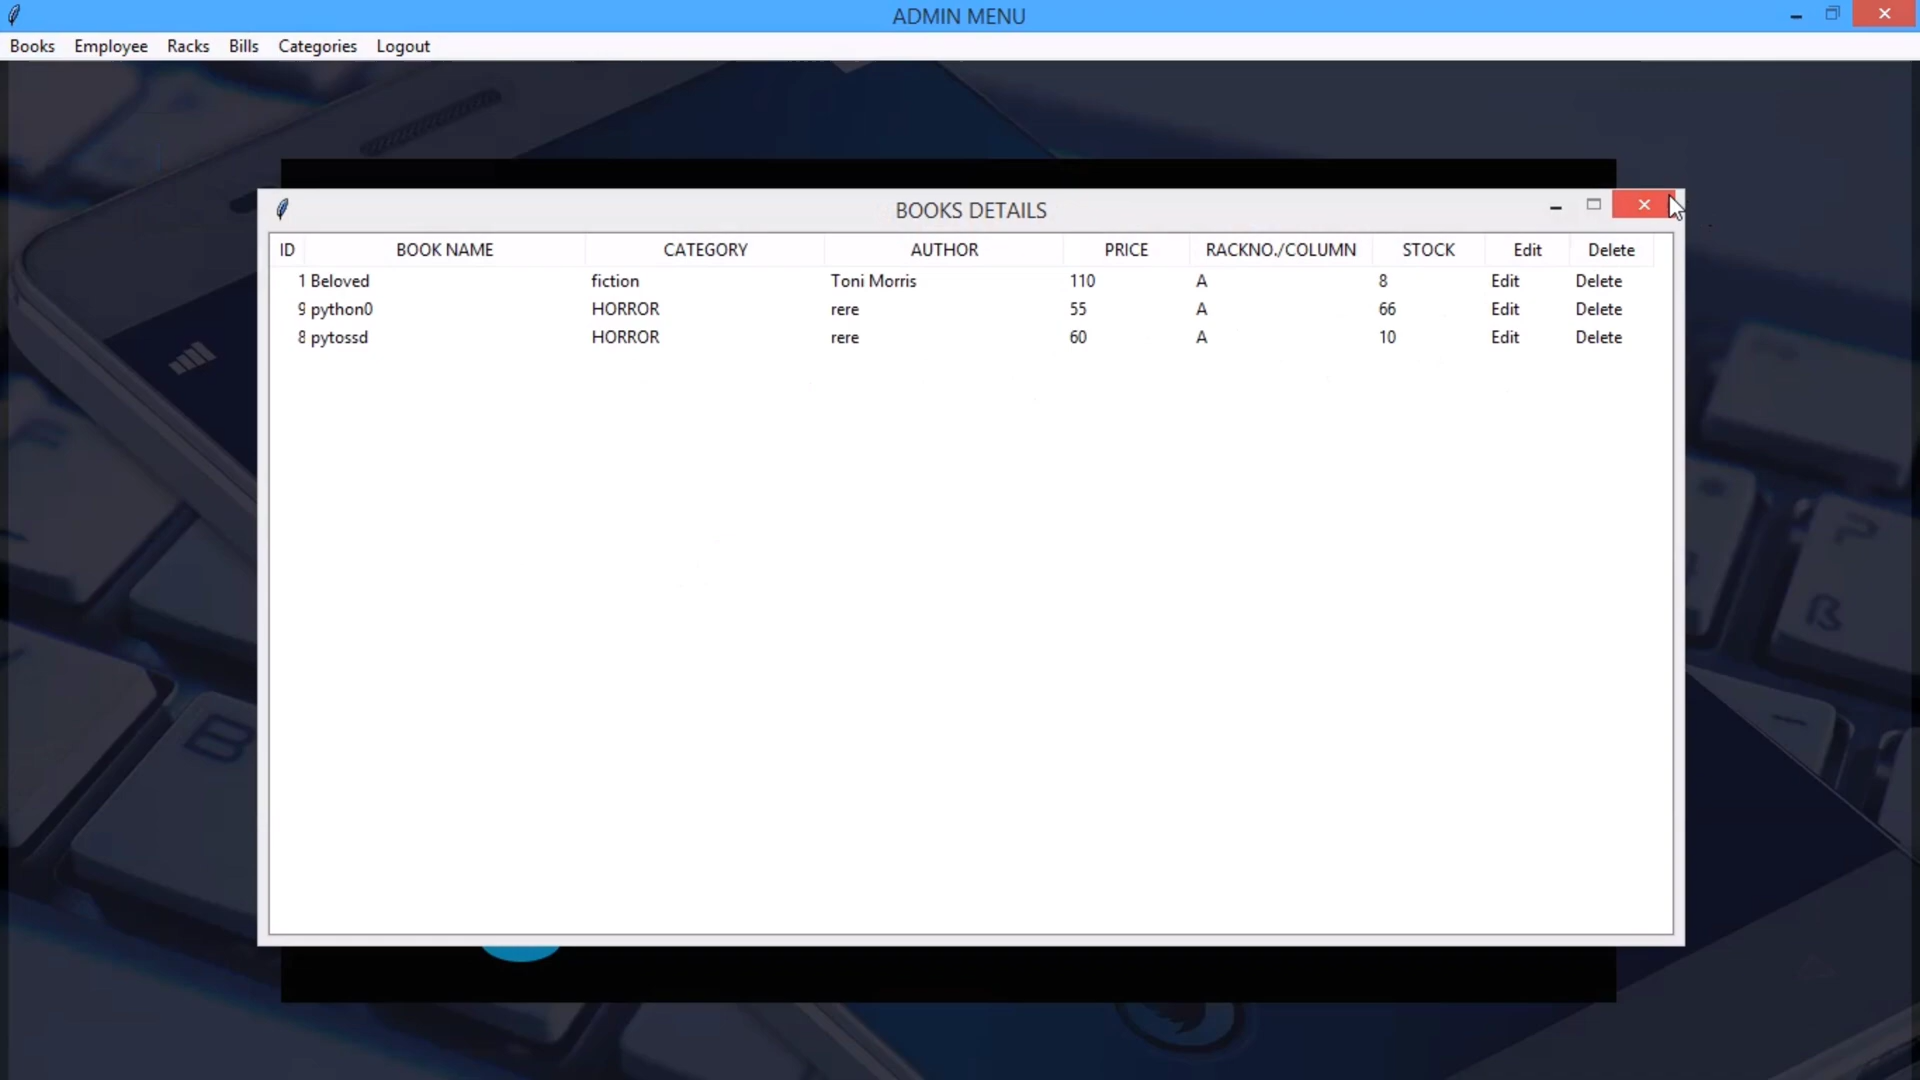 ADMIN MENU
Books Employee Racks Bills Categories Logout
BOOKS DETAILS
ID BOOK NAME CATEGORY AUTHOR PRICE RACKNO./COLUMN STOCK Edit Delete
1 Beloved fiction Toni Morris 110 A 8 Edit Delete
9 python0 HORROR rere 55 A 66 Edit Delete
8 pytossd HORROR rere 60 A 10 Edit Delete
P
ß
B